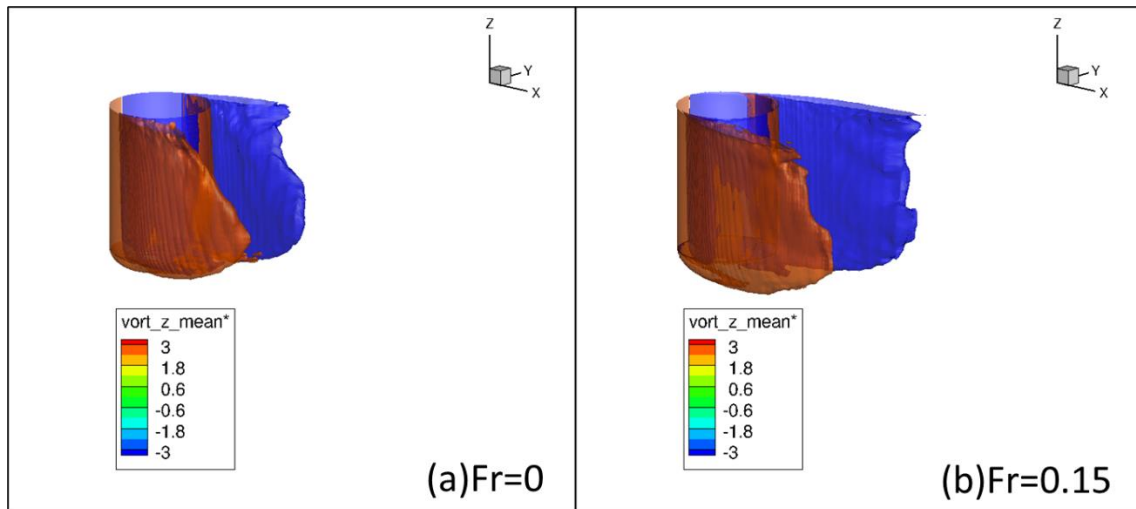 Z
Y
X
vort_z_mean*
3
1.8
0.6
-0.6
-1.8
-3
(a)Fr=0
Z
Y
X
vort_z_mean*
3
1.8
0.6
-0.6
-1.8
-3
(b)Fr=0.15